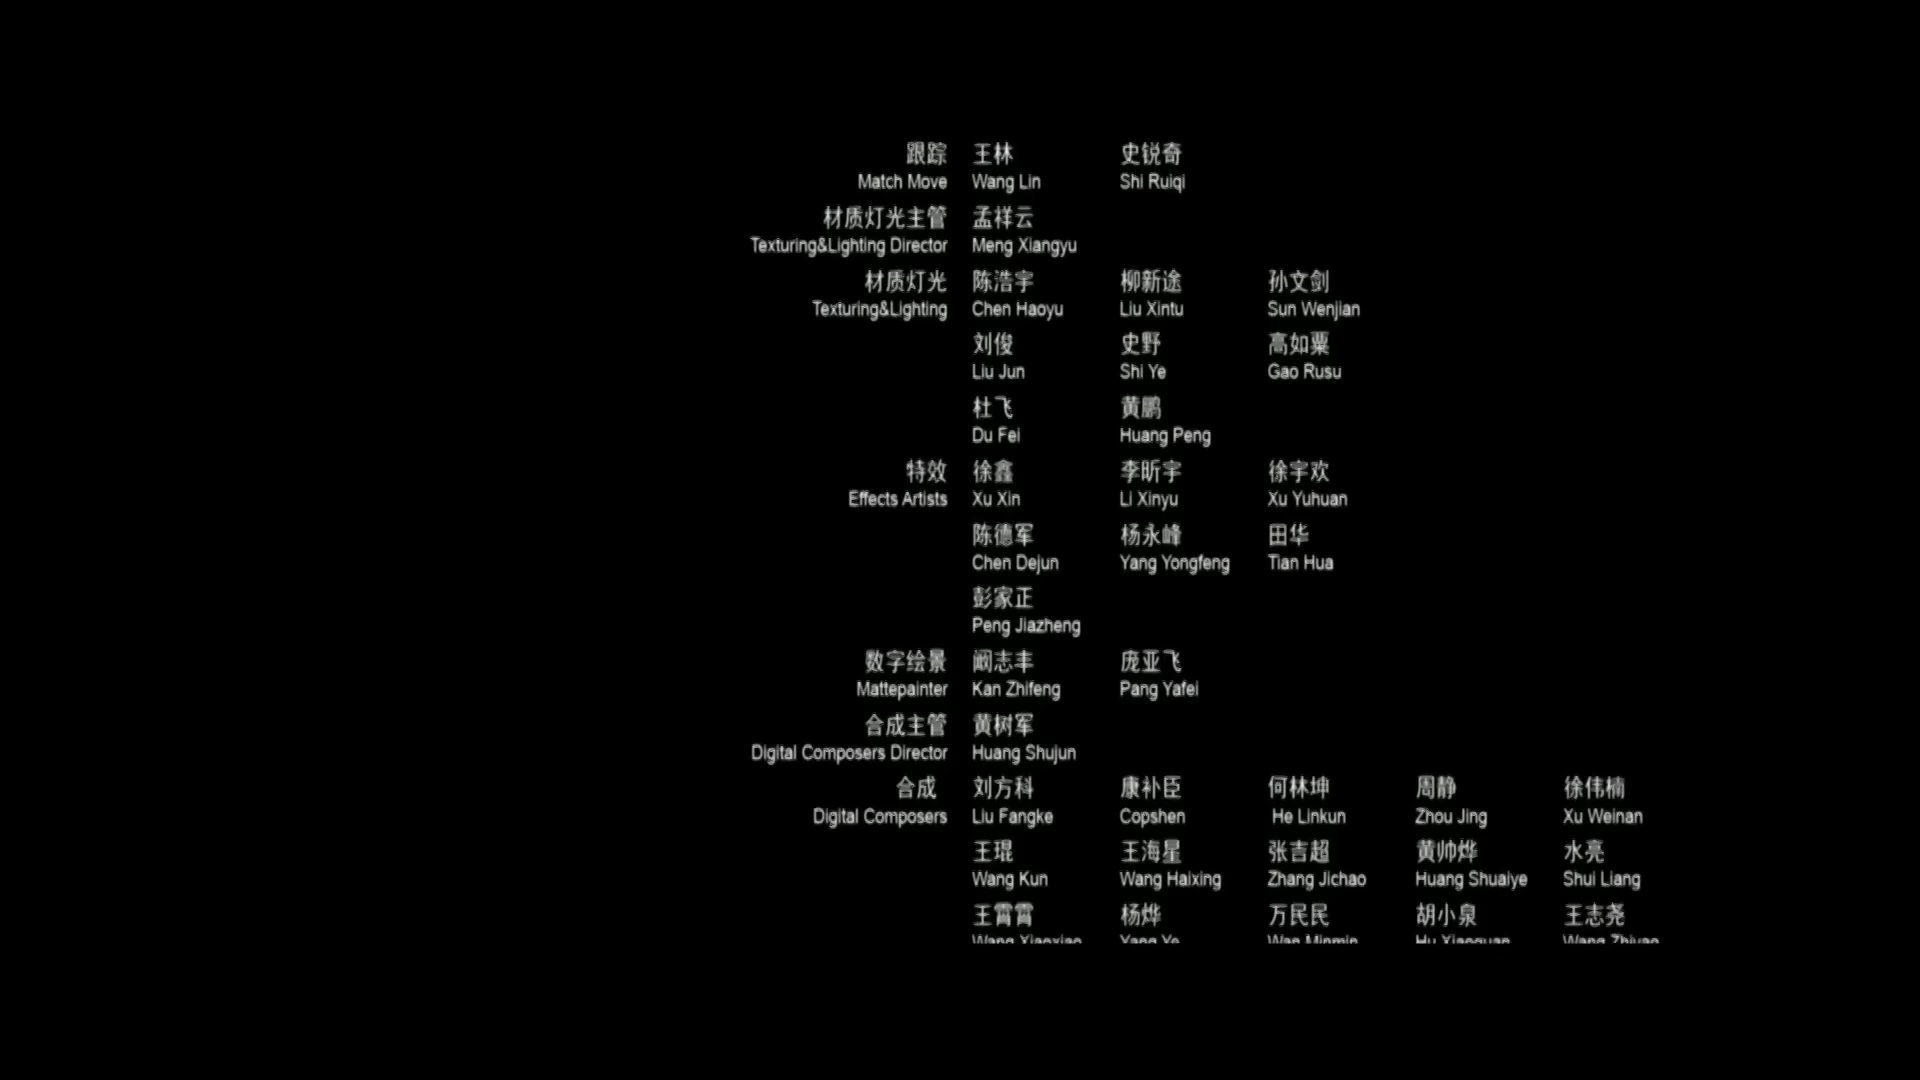 跟踪 王林 史锐奇
Match Move Wang Lin Shi Ruiqi
材质灯光主管 孟祥云
Texturing&Lighting Director Meng Xiangyu
材质灯光 陈浩宇 柳新途 孙文剑
Texturing&Lighting Chen Haoyu Liu Xintu Sun Wenjian
刘俊 史野 高如粟
Liu Jun Shi Ye Gao Rusu
杜飞 黄鹏
Du Fei Huang Peng
特效 徐鑫 李昕宇 徐宇欢
Effects Artists Xu Xin Li Xinyu Xu Yuhuan
陈德军 杨永峰 田华
Chen Dejun Yang Yongfeng Tian Hua
彭家正
Peng Jiazheng
数字绘景 阚志丰 庞亚飞
Mattepainter Kan Zhifeng Pang Yafei
合成主管 黄树军
Digital Composers Director Huang Shujun
合成 刘方科 康补臣 何林坤 周静 徐伟楠
Digital Composers Liu Fangke Copshen He Linkun Zhou Jing Xu Weinan
王琨 王海星 张吉超 黄帅烨 水亮
Wang Kun Wang Haixing Zhang Jichao Huang Shuaiye Shui Liang
王霄霄 杨烨 万民民 胡小泉 王志尧
Wang Xiaoxiao Yang Ye Wan Minmin Hu Xiaoquan Wang Zhiyao